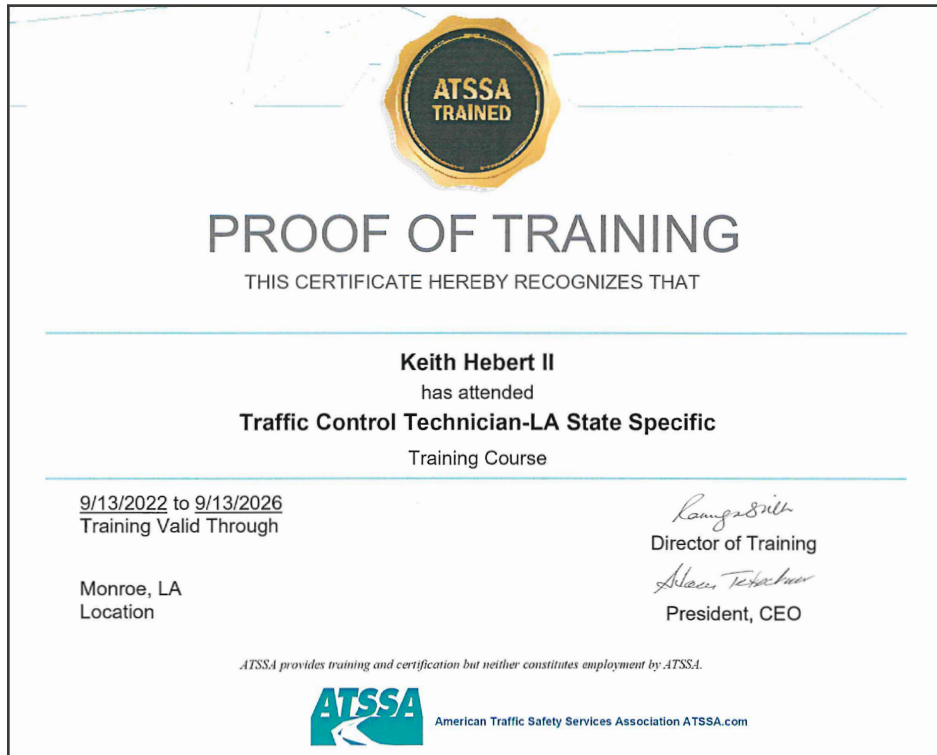 ATSSA
TRAINED
PROOF OF TRAINING
THIS CERTIFICATE HEREBY RECOGNIZES THAT
Keith Hebert II
has attended
Traffic Control Technician-LA State Specific
Training Course
9/13/2022 to 9/13/2026
Training Valid Through
Director of Training
Monroe, LA
Location
President, CEO
ATSSA provides training and certification but neither constitutes employment by ATSSA.
ATSSA
American Traffic Safety Services Association ATSSA.com